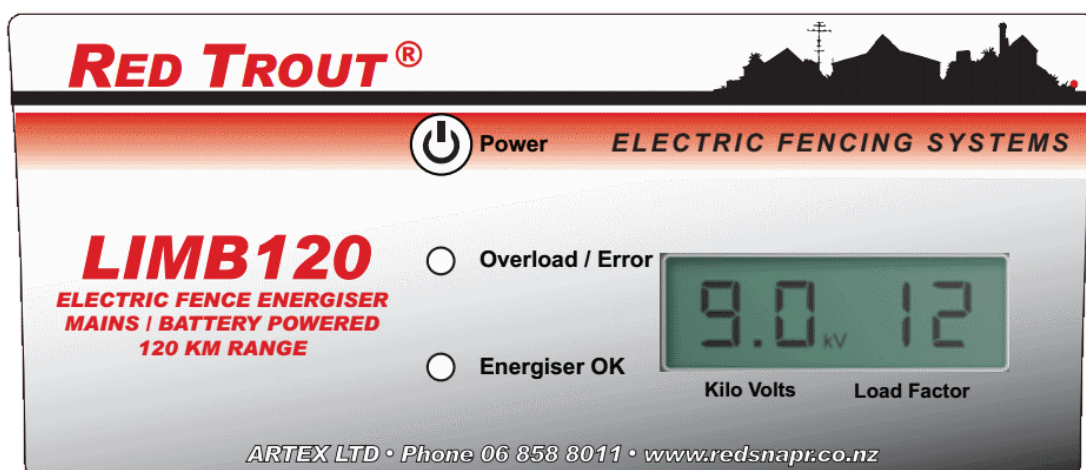 RED TROUT®
Power
ELECTRIC FENCING SYSTEMS
LIMB120
ELECTRIC FENCE ENERGISER
MAINS / BATTERY POWERED
120 KM RANGE
Overload / Error
Energiser OK
9.0 kV 12
Kilo Volts Load Factor
ARTEX LTD • Phone 06 858 8011 • www.redsnapr.co.nz